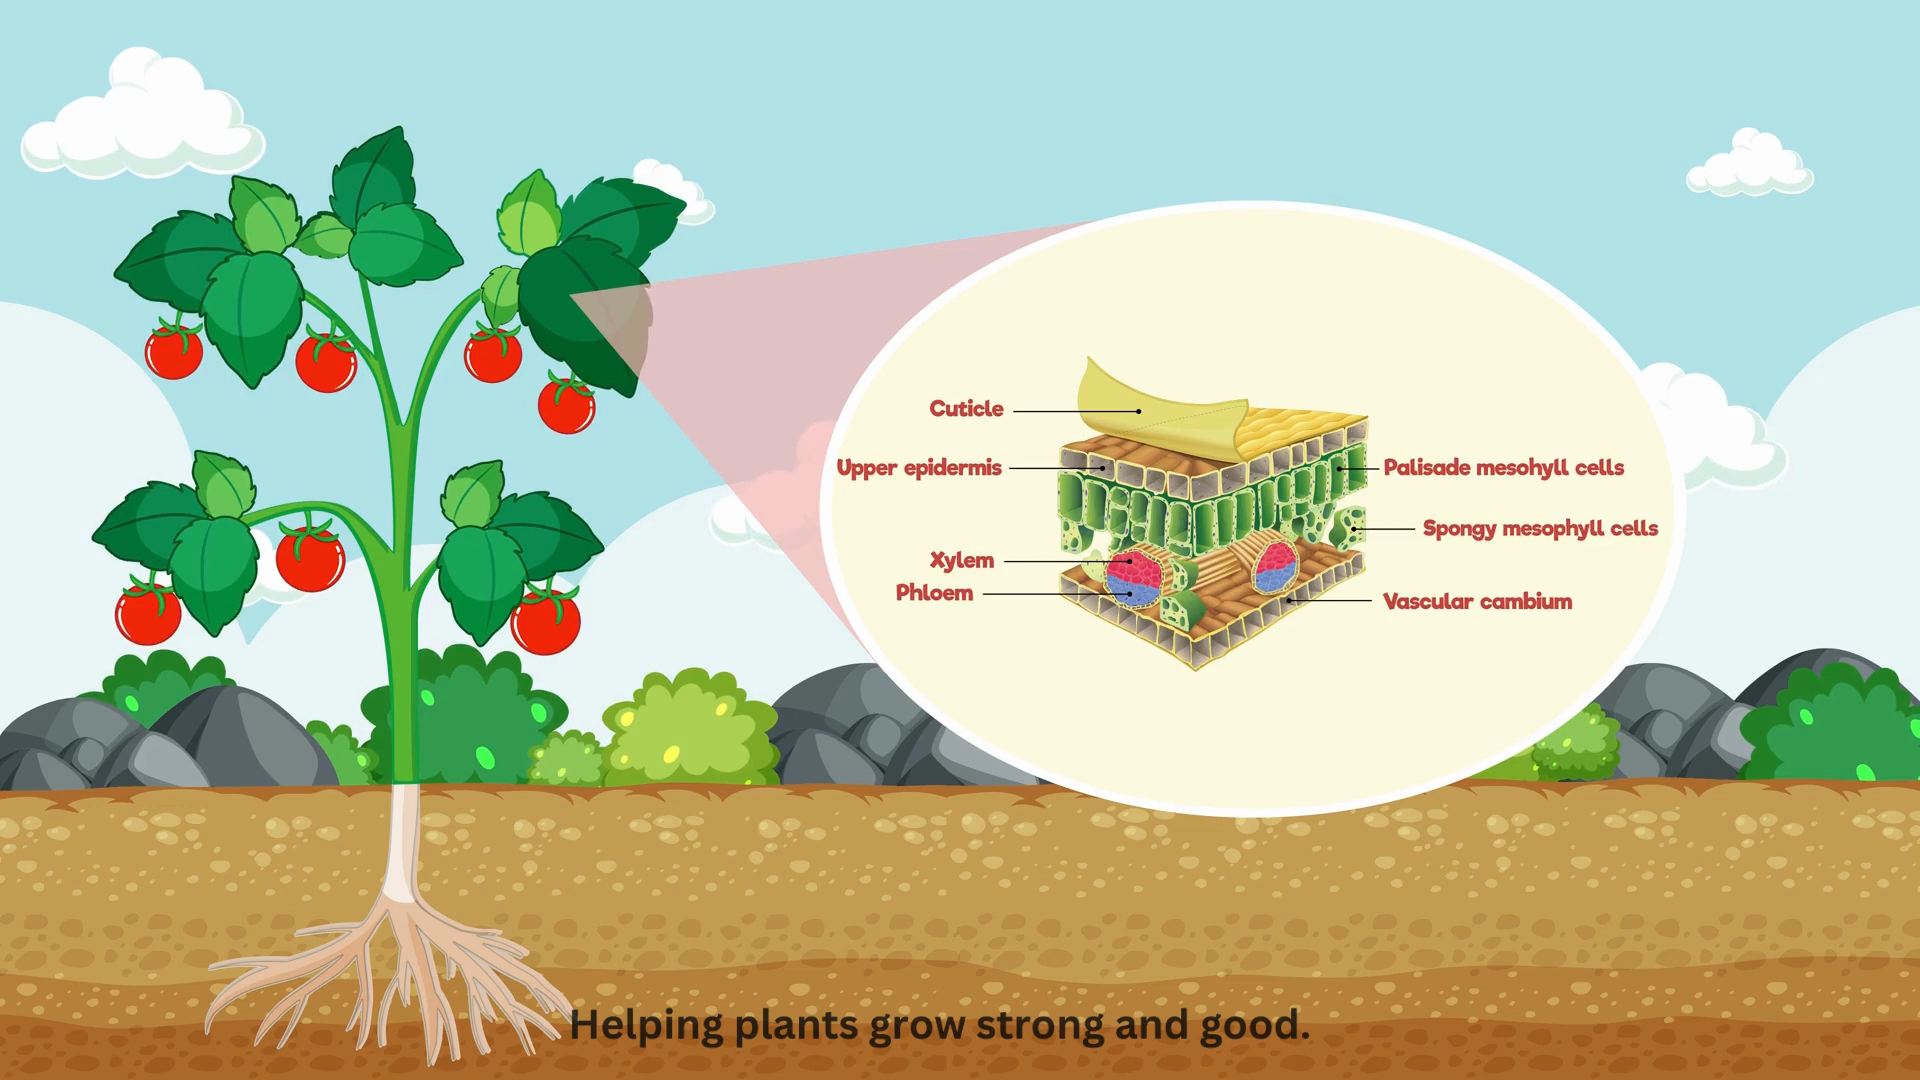 Cuticle
Upper epidermis
Palisade mesohyll cells
Spongy mesophyll cells
Xylem
Phloem
Vascular cambium
Helping plants grow strong and good.